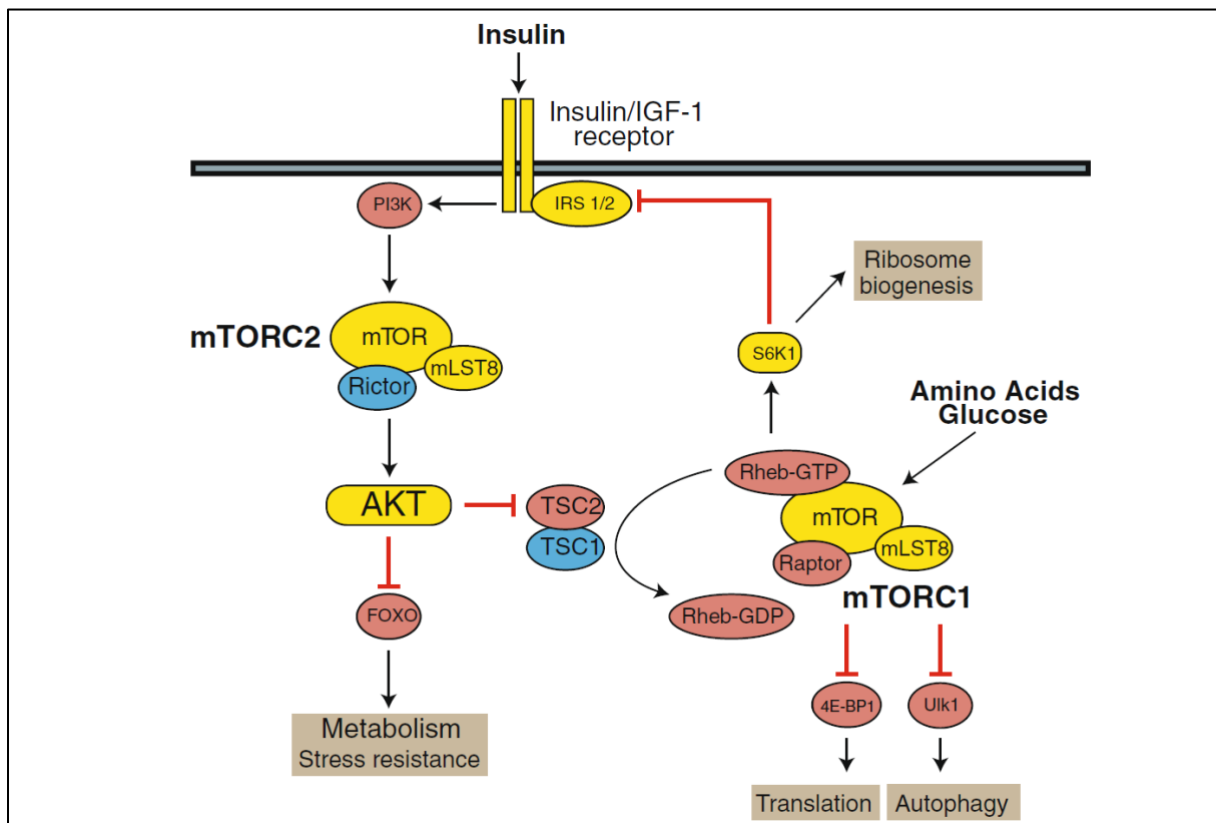 Insulin
Insulin/IGF-1
receptor
PI3K
IRS 1/2
Ribosome
biogenesis
mTORC2
mTOR
mLST8
Rictor
S6K1
Amino Acids
Glucose
Rheb-GTP
AKT
TSC2
TSC1
mTOR
mLST8
Raptor
mTORC1
FOXO
Rheb-GDP
4E-BP1
Ulk1
Metabolism
Stress resistance
Translation
Autophagy